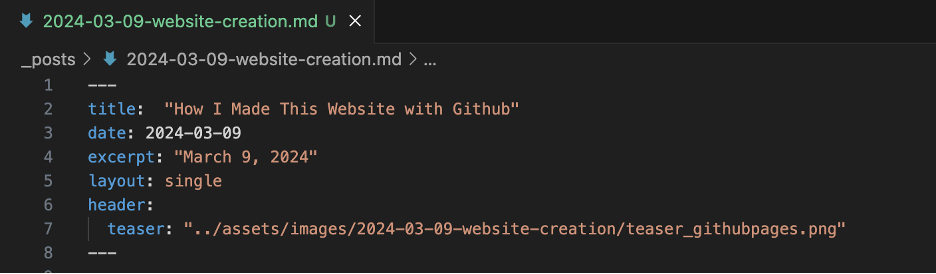 2024-03-09-website-creation.md U ×
_posts > 2024-03-09-website-creation.md > ...
1 ---
2 title:  "How I Made This Website with Github"
3 date: 2024-03-09
4 excerpt: "March 9, 2024"
5 layout: single
6 header:
7   teaser: "../assets/images/2024-03-09-website-creation/teaser_githubpages.png"
8 ---